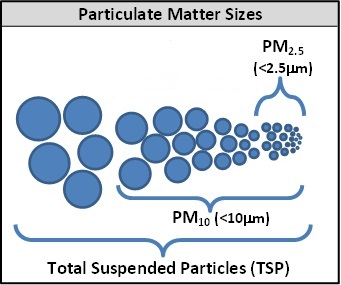 Particulate Matter Sizes
PM₂.₅
(<2.5µm)
PM₁₀ (<10µm)
Total Suspended Particles (TSP)